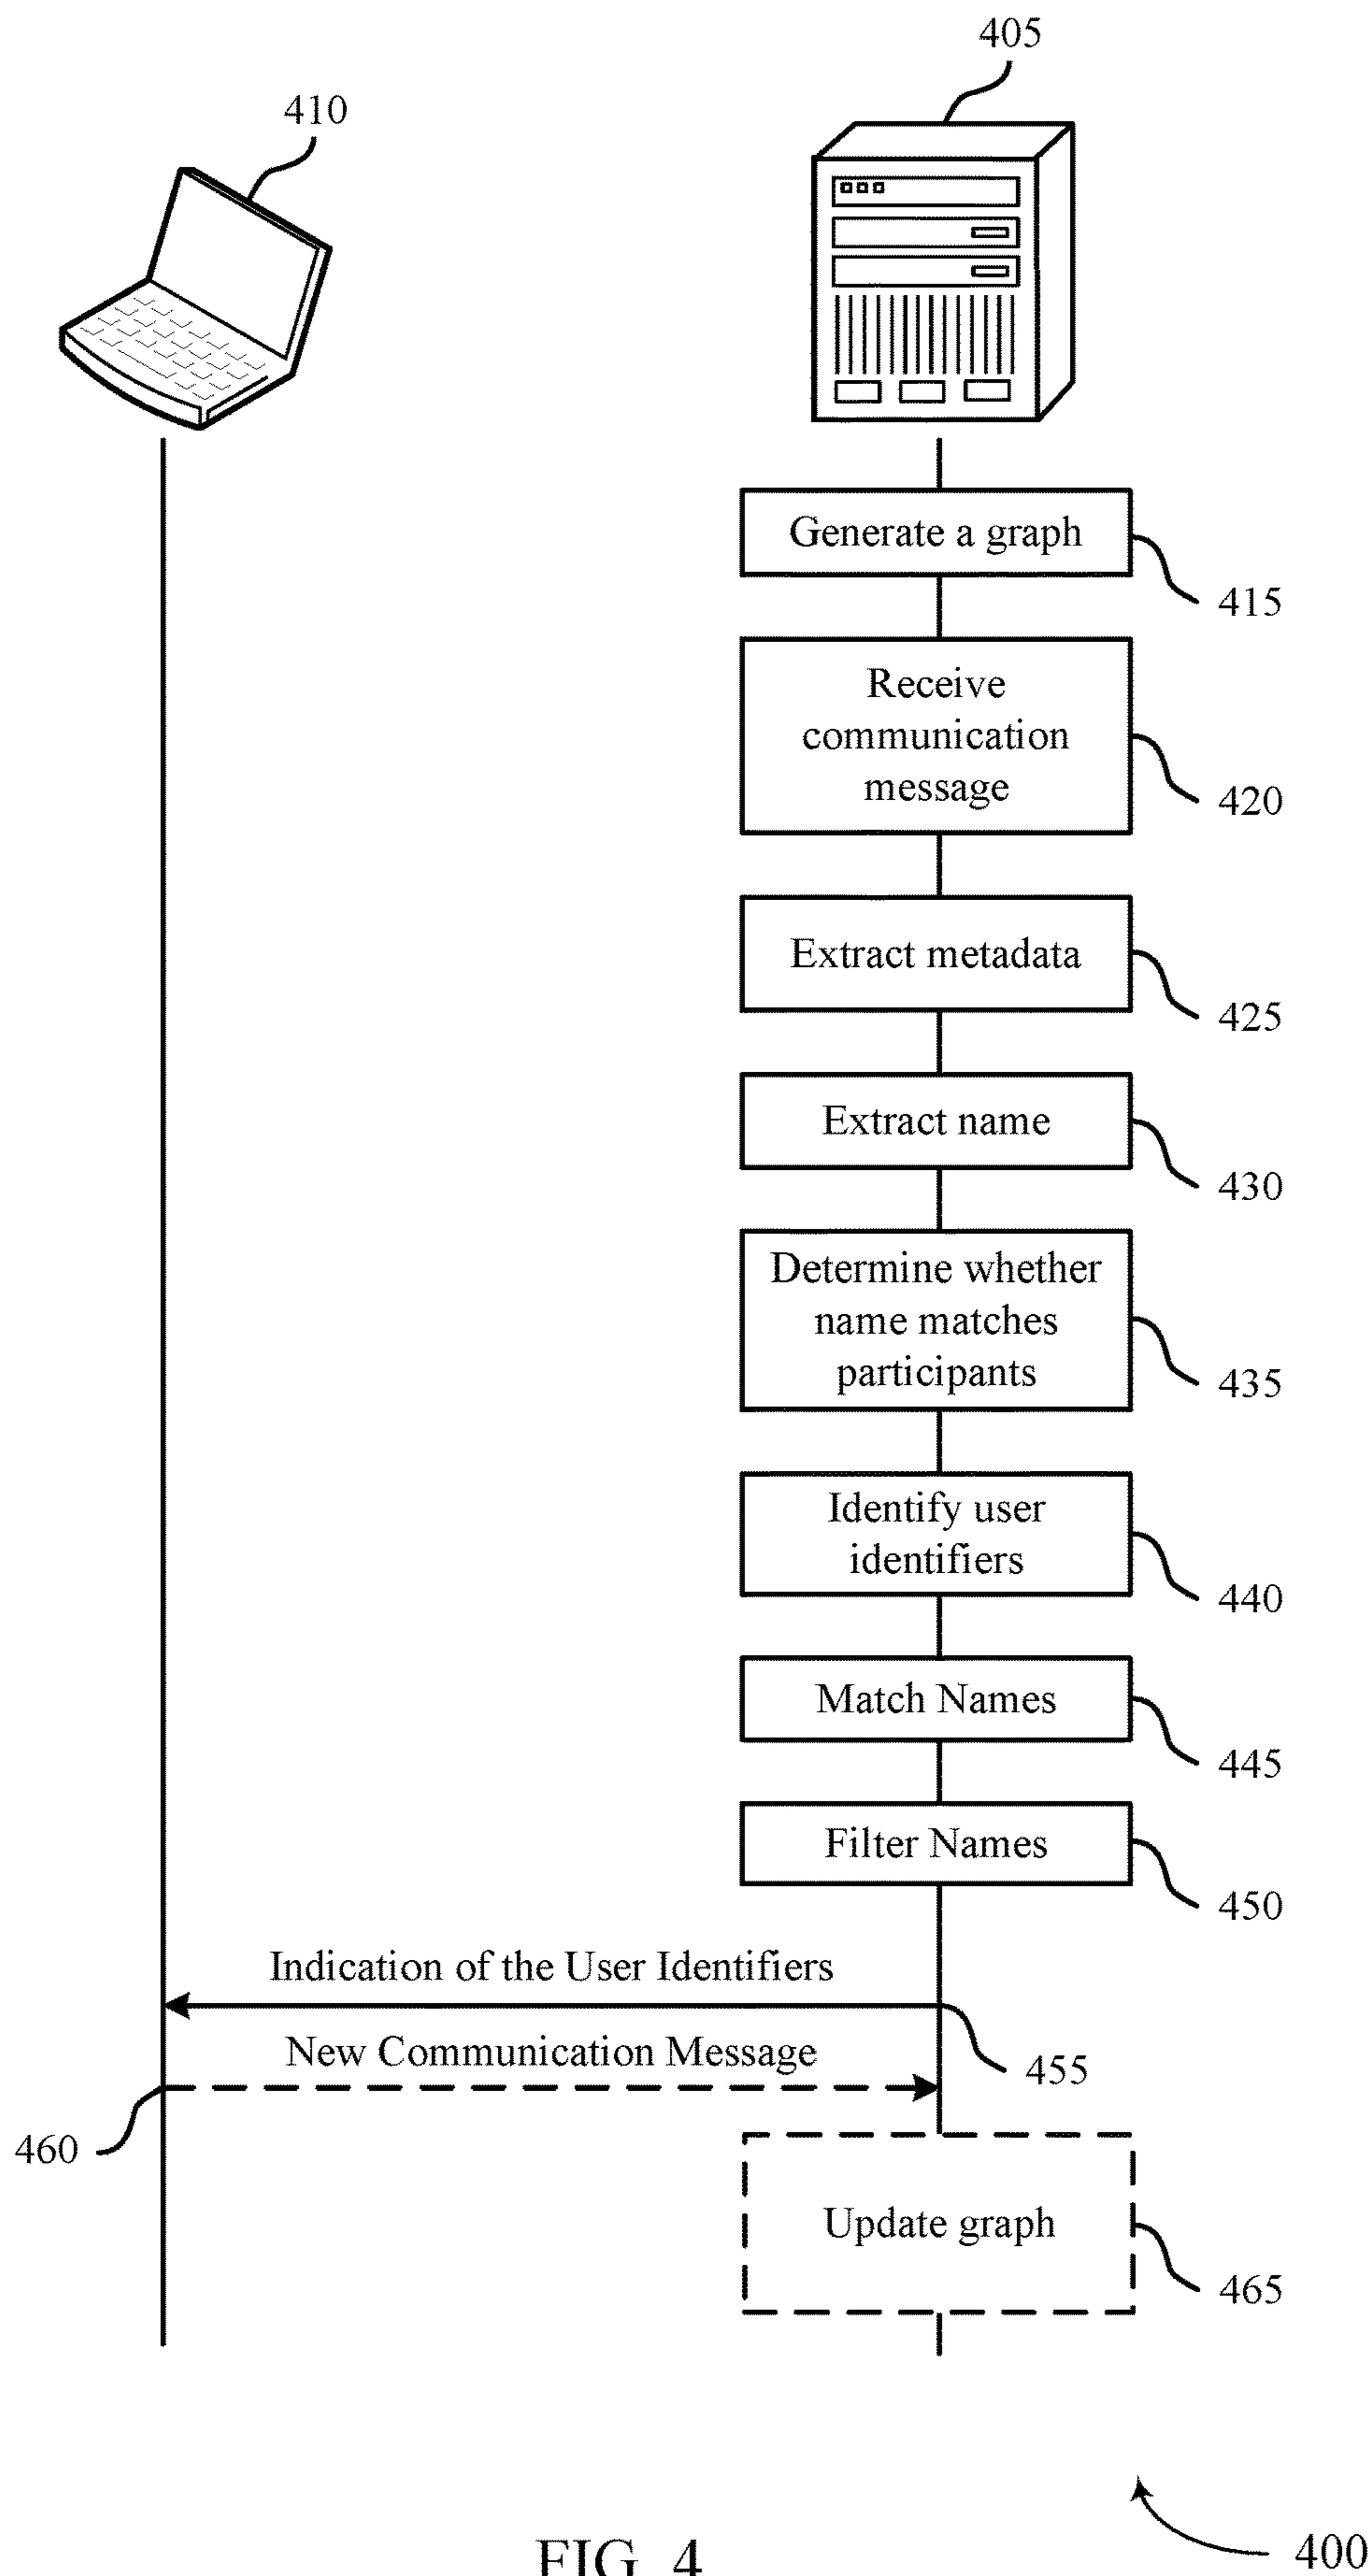 405
410
Generate a graph
415
Receive
communication
message
420
Extract metadata
425
Extract name
430
Determine whether
name matches
participants
435
Identify user
identifiers
440
Match Names
445
Filter Names
450
Indication of the User Identifiers
New Communication Message
455
460
Update graph
465
400
FIG. 4